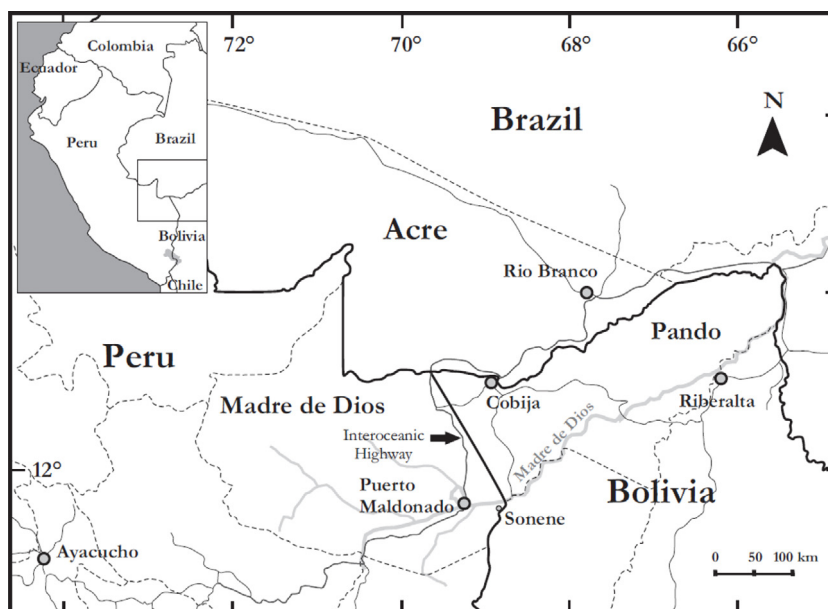 72°
70°
68°
66°
Colombia
Ecuador
Peru
Brazil
Bolivia
Chile
Brazil
N
Acre
Rio Branco
Peru
Pando
Madre de Dios
Cobija
Riberalta
Interoceanic
Highway
Madre de Dios
12°
Puerto
Maldonado
Bolivia
Sonene
Ayacucho
0 50 100 km